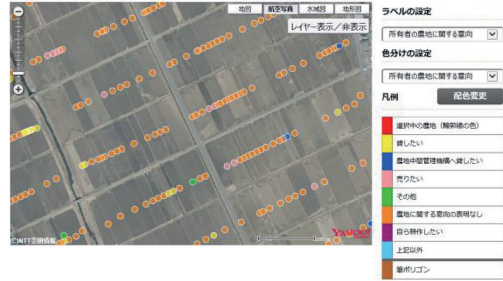 地図
航空写真
水域図
地形図
レイヤー表示／非表示
ラベルの設定
所有者の農地に関する意向
色分けの設定
所有者の農地に関する意向
凡例
配色変更
選択中の農地（輪郭線の色）
貸したい
農地中間管理機構へ貸したい
売りたい
その他
農地に関する意向の表明なし
自ら耕作したい
上記以外
筆ポリゴン
(C)NTT空間情報